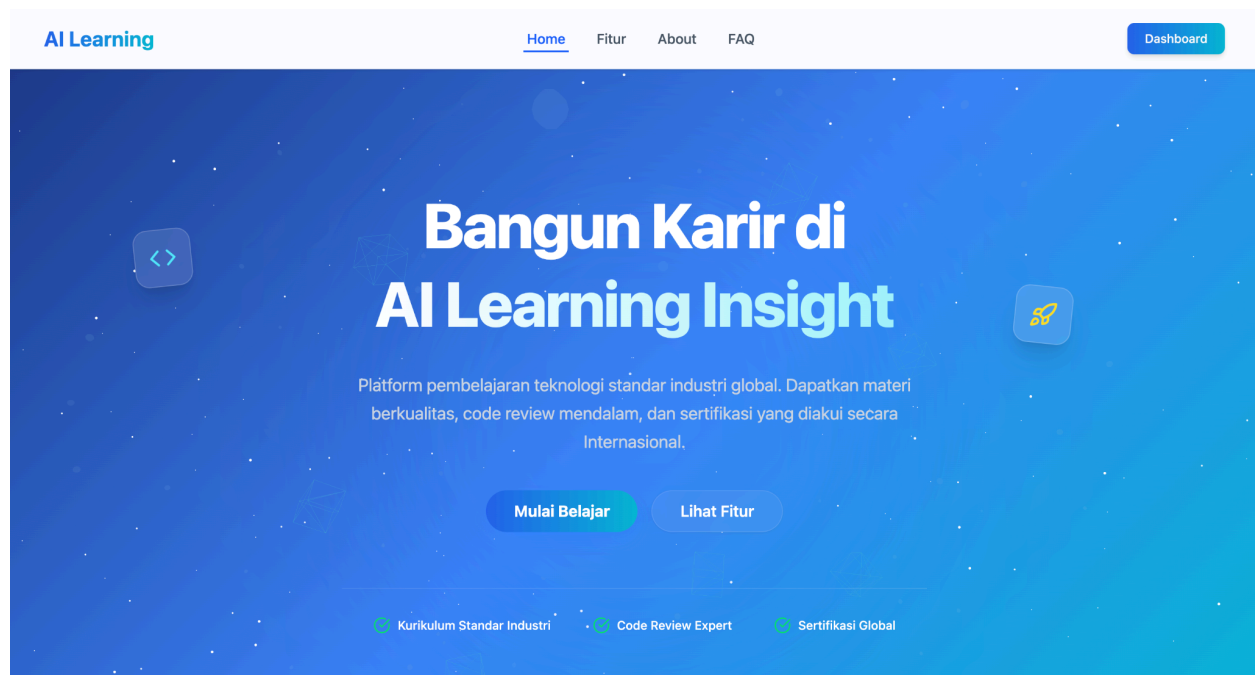 AI Learning
Home
Fitur
About
FAQ
Dashboard
Bangun Karir di
AI Learning Insight
Platform pembelajaran teknologi standar industri global. Dapatkan materi
berkualitas, code review mendalam, dan sertifikasi yang diakui secara
Internasional.
Mulai Belajar
Lihat Fitur
Kurikulum Standar Industri
Code Review Expert
Sertifikasi Global